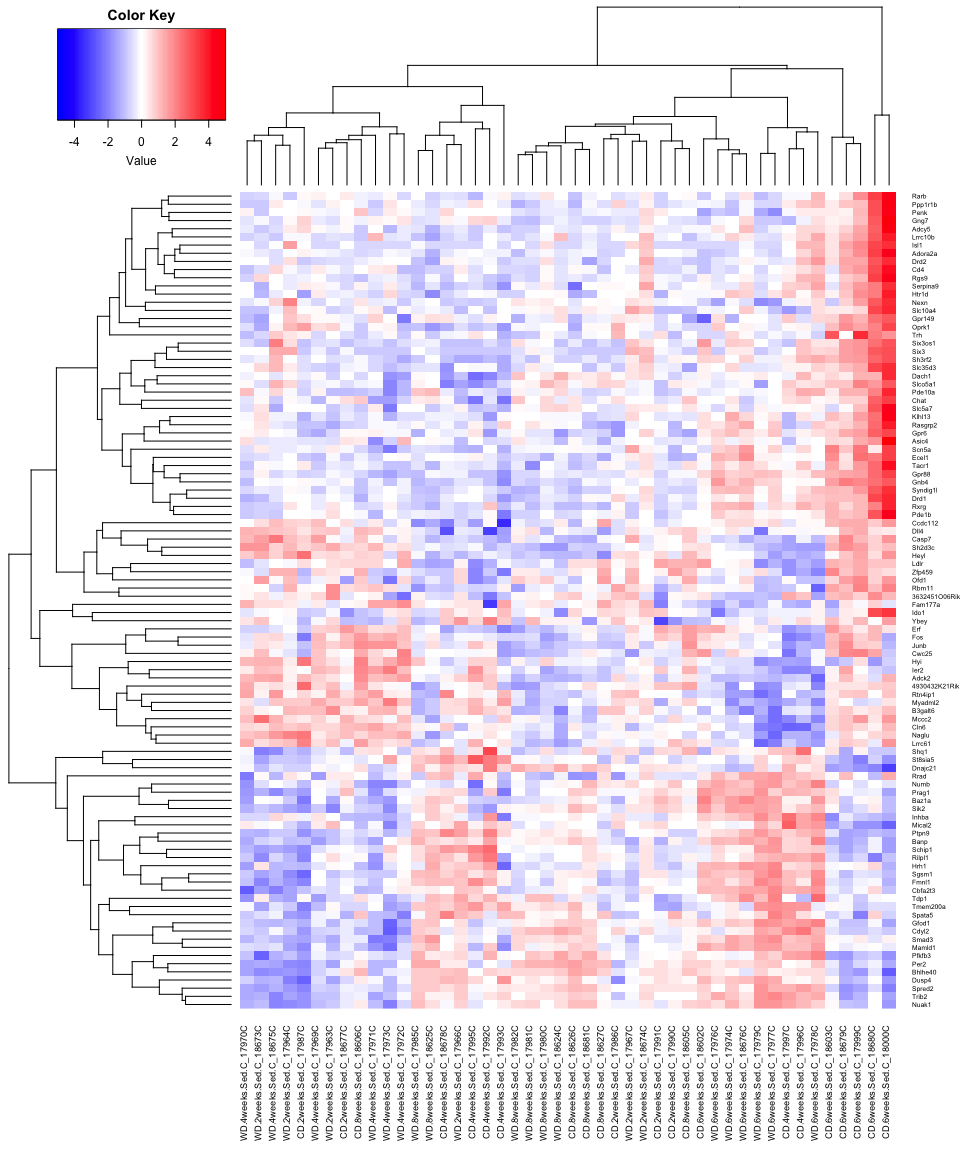 Color Key
-4 -2 0 2 4
Value
Rarb
Ppp1r1b
Penk
Gng7
Adcy5
Lrrc10b
Isl1
Adora2a
Drd2
Cd4
Rgs9
Serpina9
Htr1d
Nexn
Slc10a4
Gpr149
Oprk1
Trh
Six3os1
Six3
Sh3rf2
Slc35d3
Dach1
Slco5a1
Pde10a
Chat
Slc5a7
Klhl13
Rasgrp2
Gpr6
Asic4
Scn5a
Ecel1
Tacr1
Gpr88
Gnb4
Syndig1l
Drd1
Rxrg
Pde1b
Ccdc112
Dll4
Casp7
Sh2d3c
Heyl
Ldlr
Zfp459
Ofd1
Rbm11
3632451O06Rik
Fam177a
Ido1
Ybey
Erf
Fos
Junb
Cwc25
Hyi
Ier2
Adck2
4930432K21Rik
Rtn4ip1
Myadml2
B3galt6
Mccc2
Cln6
Naglu
Lrrc61
Shq1
St8sia5
Dnajc21
Rrad
Numb
Prag1
Baz1a
Sik2
Inhba
Mical2
Ptpn9
Banp
Schip1
Rilpl1
Hrh1
Sgsm1
Fmnl1
Cbfa2t3
Tdp1
Tmem200a
Spata5
Gfod1
Cdyl2
Smad3
Mamld1
Pfkfb3
Per2
Bhlhe40
Dusp4
Spred2
Trib2
Nuak1
WD.4weeks.Sed.C_17970C
WD.2weeks.Sed.C_18673C
WD.4weeks.Sed.C_18675C
WD.2weeks.Sed.C_17964C
CD.2weeks.Sed.C_17987C
WD.4weeks.Sed.C_17969C
WD.2weeks.Sed.C_17963C
CD.2weeks.Sed.C_18677C
CD.8weeks.Sed.C_18606C
WD.4weeks.Sed.C_17971C
WD.4weeks.Sed.C_17973C
WD.4weeks.Sed.C_17972C
WD.8weeks.Sed.C_17985C
WD.8weeks.Sed.C_18625C
CD.4weeks.Sed.C_18678C
WD.2weeks.Sed.C_17966C
CD.4weeks.Sed.C_17995C
CD.4weeks.Sed.C_17992C
CD.4weeks.Sed.C_17993C
WD.8weeks.Sed.C_17982C
WD.8weeks.Sed.C_17981C
WD.8weeks.Sed.C_17980C
WD.8weeks.Sed.C_18624C
CD.8weeks.Sed.C_18626C
CD.8weeks.Sed.C_18681C
CD.8weeks.Sed.C_18627C
CD.2weeks.Sed.C_17986C
WD.2weeks.Sed.C_17967C
WD.2weeks.Sed.C_18674C
CD.2weeks.Sed.C_17991C
CD.2weeks.Sed.C_17990C
CD.8weeks.Sed.C_18605C
CD.6weeks.Sed.C_18602C
WD.6weeks.Sed.C_17976C
WD.6weeks.Sed.C_17974C
WD.6weeks.Sed.C_18676C
WD.6weeks.Sed.C_17979C
WD.6weeks.Sed.C_17977C
CD.4weeks.Sed.C_17997C
CD.4weeks.Sed.C_17996C
WD.6weeks.Sed.C_17978C
CD.6weeks.Sed.C_18603C
CD.6weeks.Sed.C_18679C
CD.6weeks.Sed.C_17999C
CD.6weeks.Sed.C_18680C
CD.6weeks.Sed.C_18000C